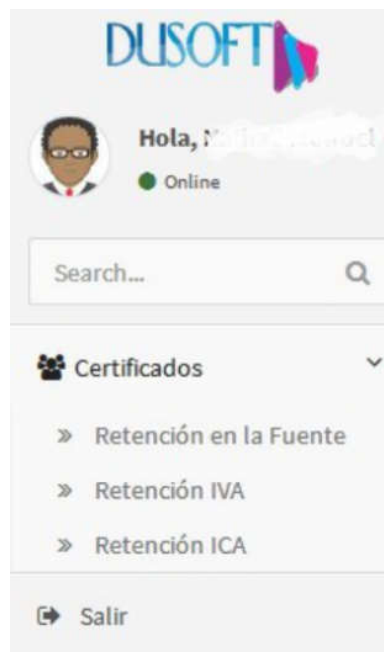 DUSOFT
Hola,
Online
Search...
Certificados
Retención en la Fuente
Retención IVA
Retención ICA
Salir